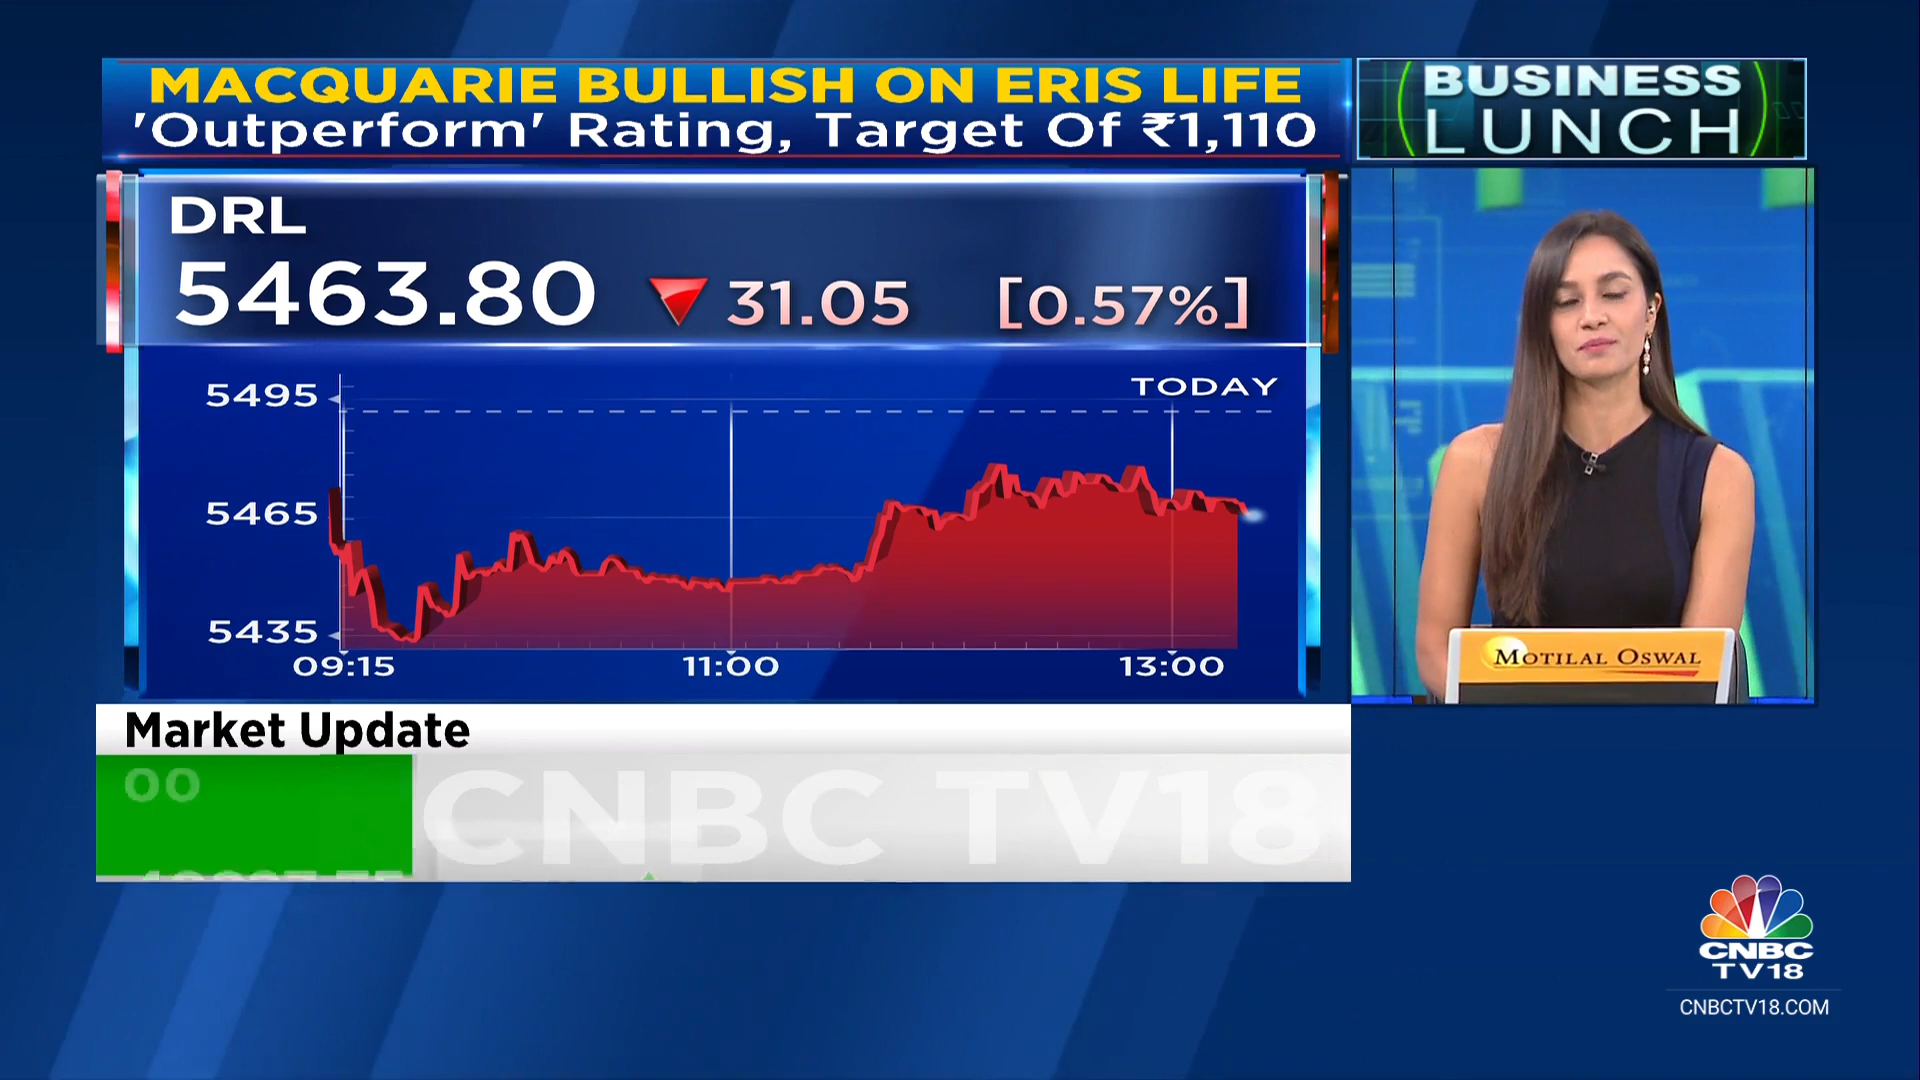 MACQUARIE BULLISH ON ERIS LIFE
'Outperform' Rating, Target Of ₹1,110
BUSINESS
LUNCH
DRL
5463.80 31.05 [0.57%]
TODAY
5495
5465
5435
09:15 11:00 13:00
MOTILAL OSWAL
Market Update
00
CNBC TV18
CNBC
TV18
CNBCTV18.COM